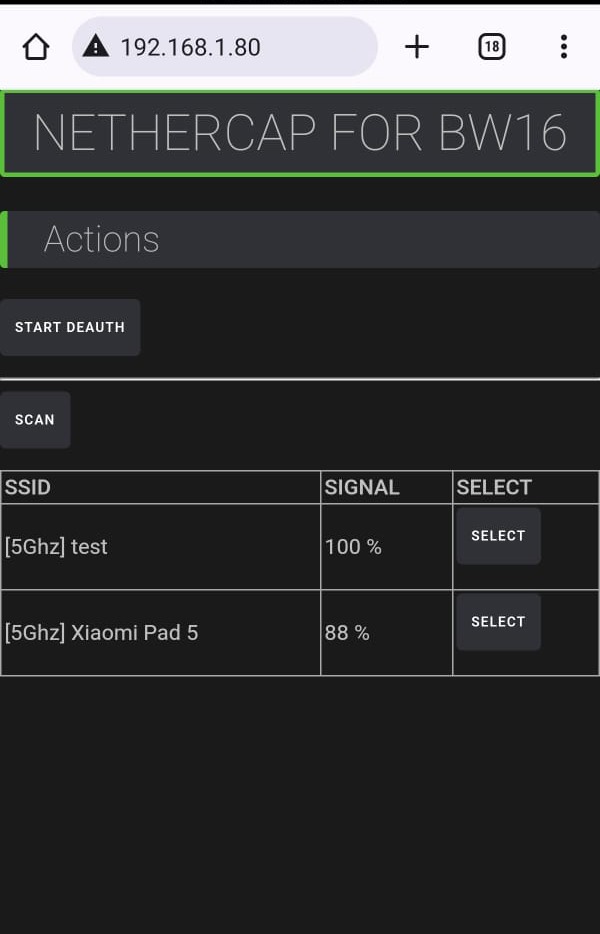 192.168.1.80
18
NETHERCAP FOR BW16
Actions
START DEAUTH
SCAN
SSID SIGNAL SELECT
[5Ghz] test 100 % SELECT
[5Ghz] Xiaomi Pad 5 88 % SELECT